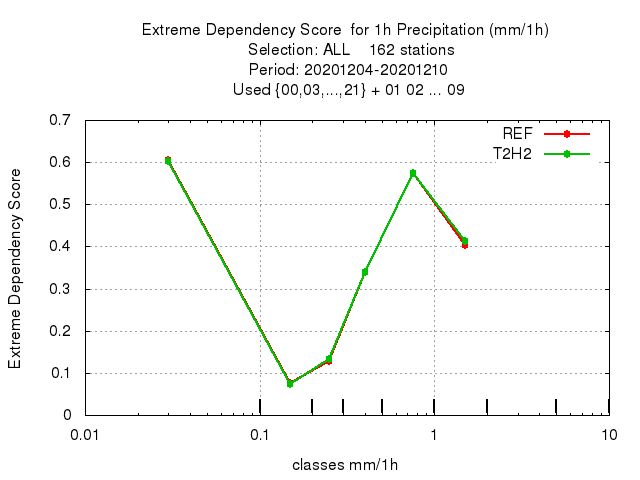 Extreme Dependency Score  for 1h Precipitation (mm/1h)
Selection: ALL    162 stations
Period: 20201204-20201210
Used {00,03,...,21} + 01 02 ... 09
REF
T2H2
Extreme Dependency Score
0.7
0.6
0.5
0.4
0.3
0.2
0.1
0
0.01 0.1 1 10
classes mm/1h